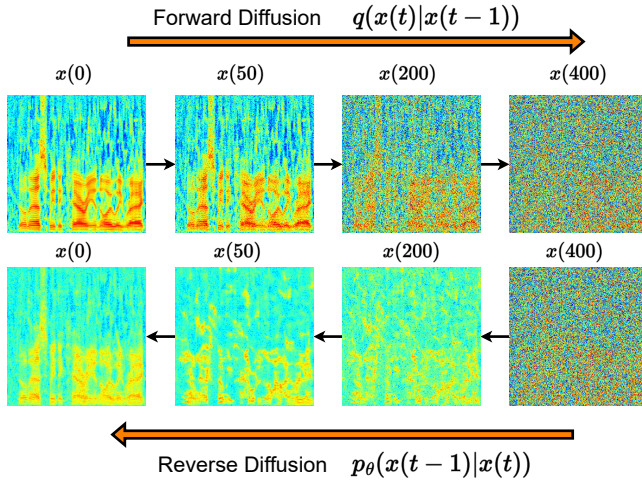 Forward Diffusion q(x(t)|x(t − 1))
x(0) x(50) x(200) x(400)
x(0) x(50) x(200) x(400)
Reverse Diffusion pθ(x(t − 1)|x(t))